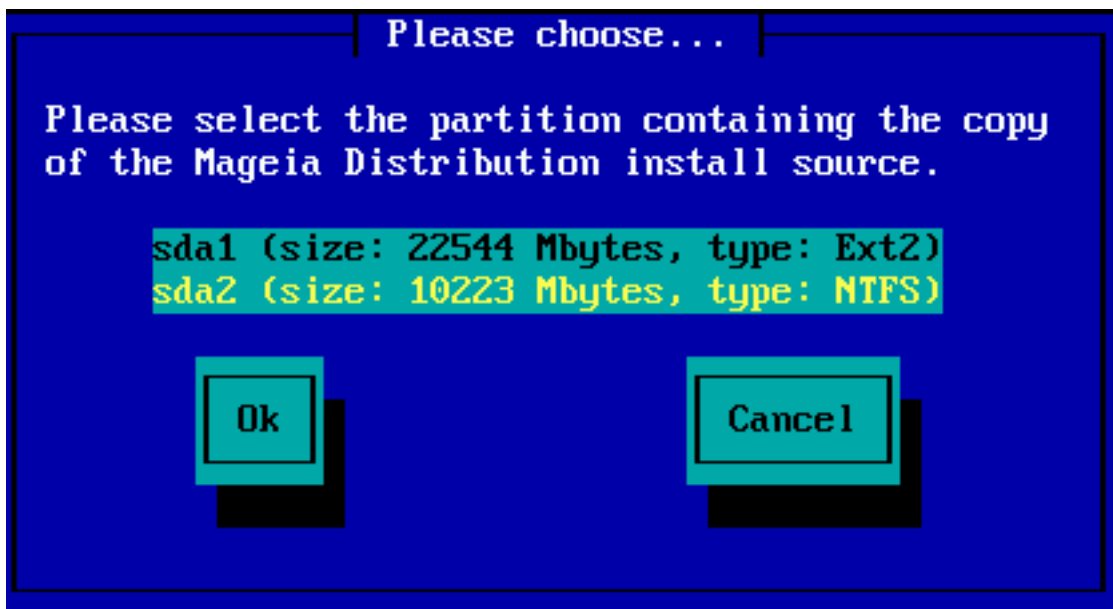 Please choose...
Please select the partition containing the copy
of the Mageia Distribution install source.
sda1 (size: 22544 Mbytes, type: Ext2)
sda2 (size: 10223 Mbytes, type: NTFS)
Ok
Cancel